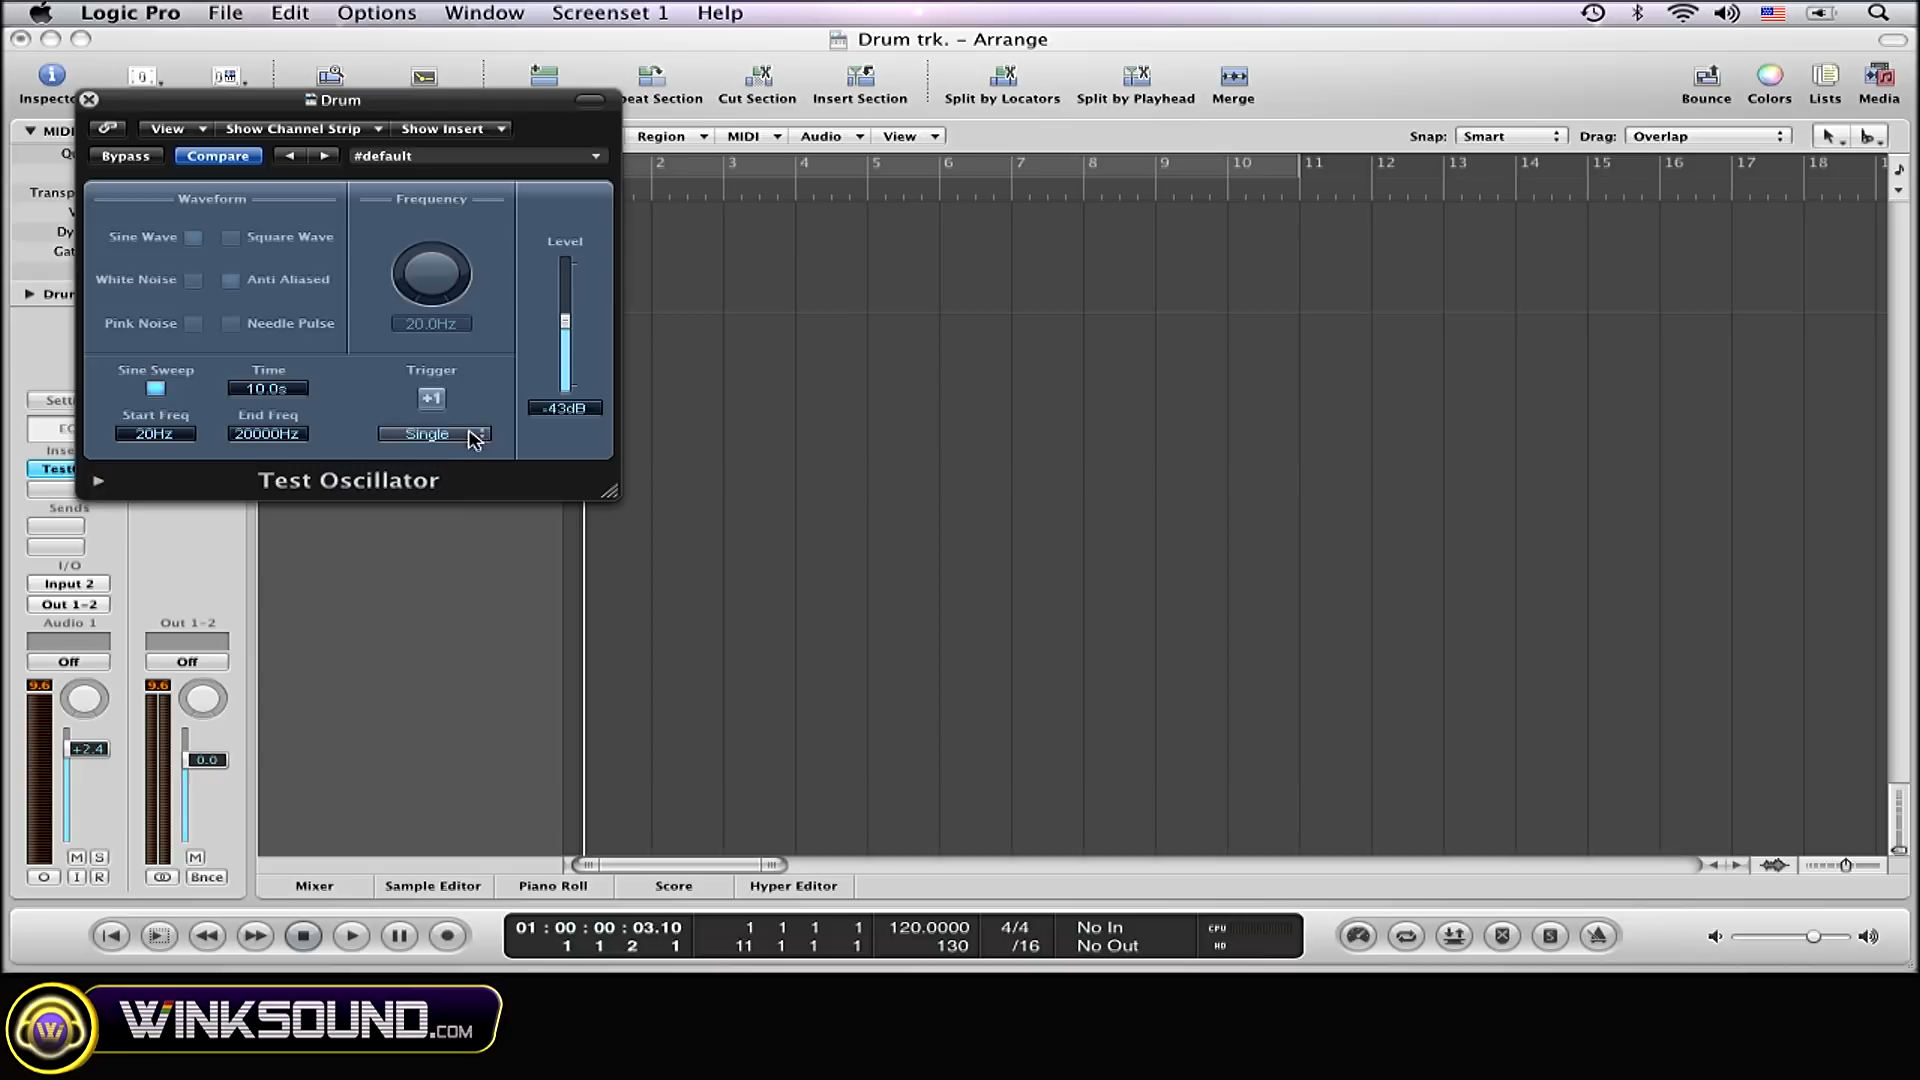 Logic Pro File Edit Options Window Screenset 1 Help
Drum trk. – Arrange
Drum
Cut Section Insert Section Split by Locators Split by Playhead Merge Bounce Colors Lists Media
View Show Channel Strip Show Insert
Region MIDI Audio View Snap: Smart Drag: Overlap
Bypass Compare #default
2 3 4 5 6 7 8 9 10 11 12 13 14 15 16 17 18
Waveform Frequency
Sine Wave Square Wave Level
White Noise Anti Aliased
Pink Noise Needle Pulse 20.0Hz
Sine Sweep Time Trigger
10.0s +1
Start Freq End Freq -43dB
20Hz 20000Hz Single
Test Oscillator
Sends
I/O
Input 2
Out 1-2
Audio 1 Out 1-2
Off Off
9.6 9.6
+2.4 0.0
M S M
O I R Bnce
Mixer Sample Editor Piano Roll Score Hyper Editor
01 : 00 : 00 : 03.10 1 1 1 1 120.0000 4/4 No In CPU
1 1 2 1 11 1 1 1 130 /16 No Out HD
W WINKSOUND.COM